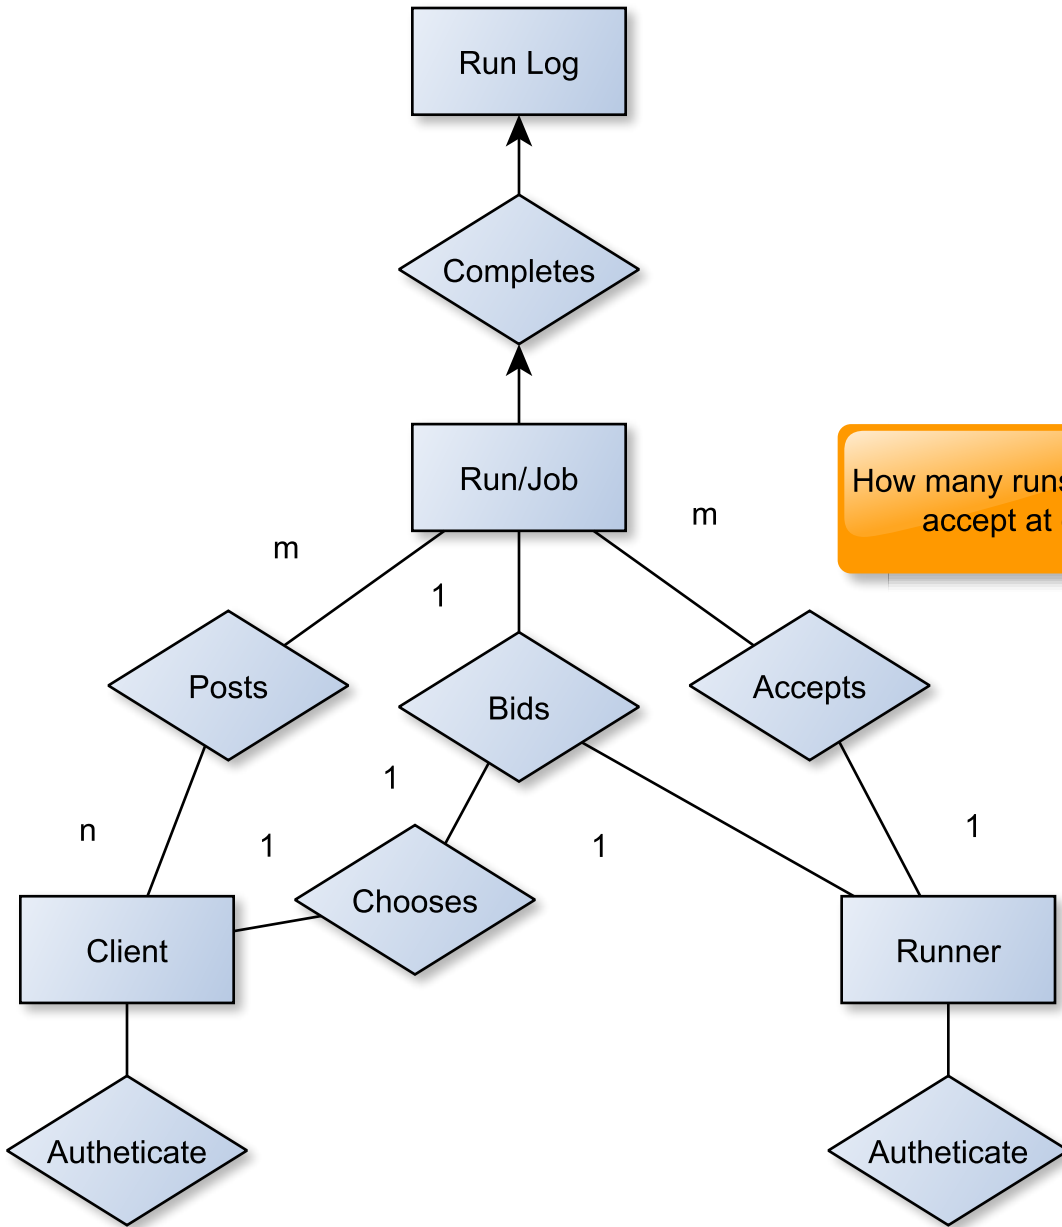 Run Log
Completes
Run/Job
How many runs
accept at
m
m
1
Posts
Bids
Accepts
1
n
1
1
1
Chooses
Client
Runner
Autheticate
Autheticate